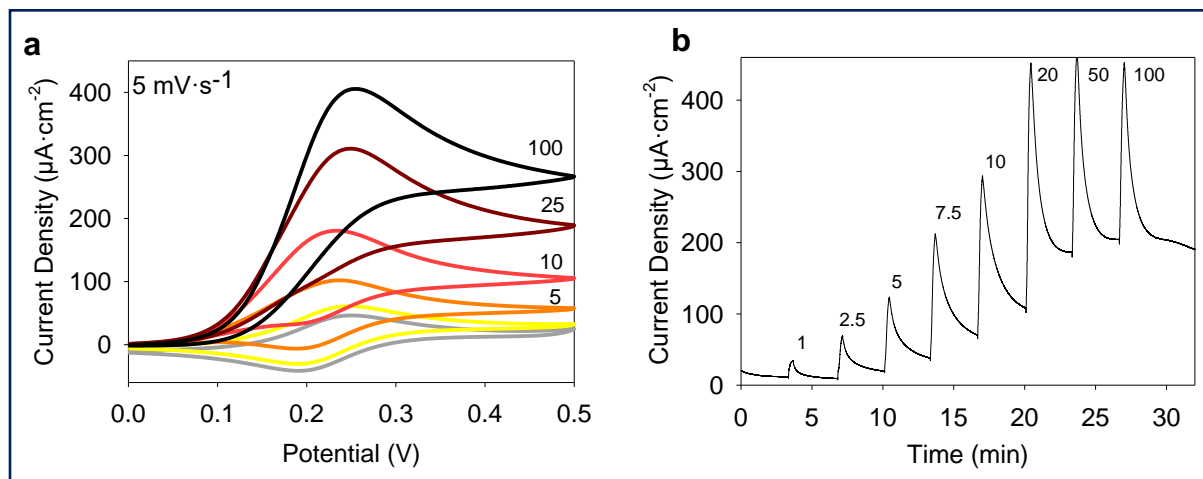 a
5 mV·s-1
Current Density (µA·cm-2)
400
300
200
100
0
100
25
10
5
0.0 0.1 0.2 0.3 0.4 0.5
Potential (V)
b
Current Density (µA·cm-2)
400
300
200
100
0
1
2.5
5
7.5
10
20 50 100
0 5 10 15 20 25 30
Time (min)